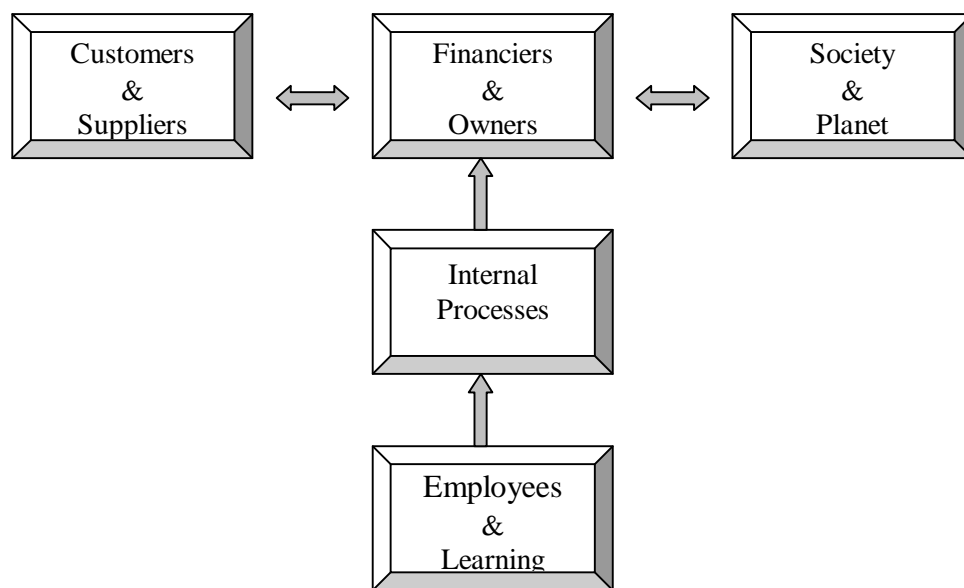 Customers
&
Suppliers
Financiers
&
Owners
Society
&
Planet
Internal
Processes
Employees
&
Learning